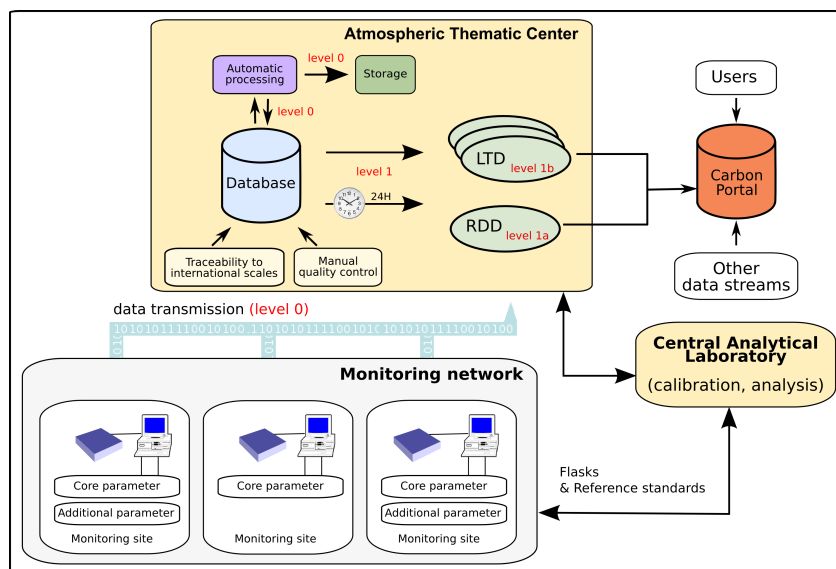 Atmospheric Thematic Center
Automatic
processing
level 0
Storage
level 0
Database
level 1
24H
LTD
level 1b
RDD
level 1a
Traceability to
international scales
Manual
quality control
Users
Carbon
Portal
Other
data streams
data transmission (level 0)
Central Analytical
Laboratory
(calibration, analysis)
Monitoring network
Core parameter
Additional parameter
Monitoring site
Core parameter
Monitoring site
Core parameter
Additional parameter
Monitoring site
Flasks
& Reference standards